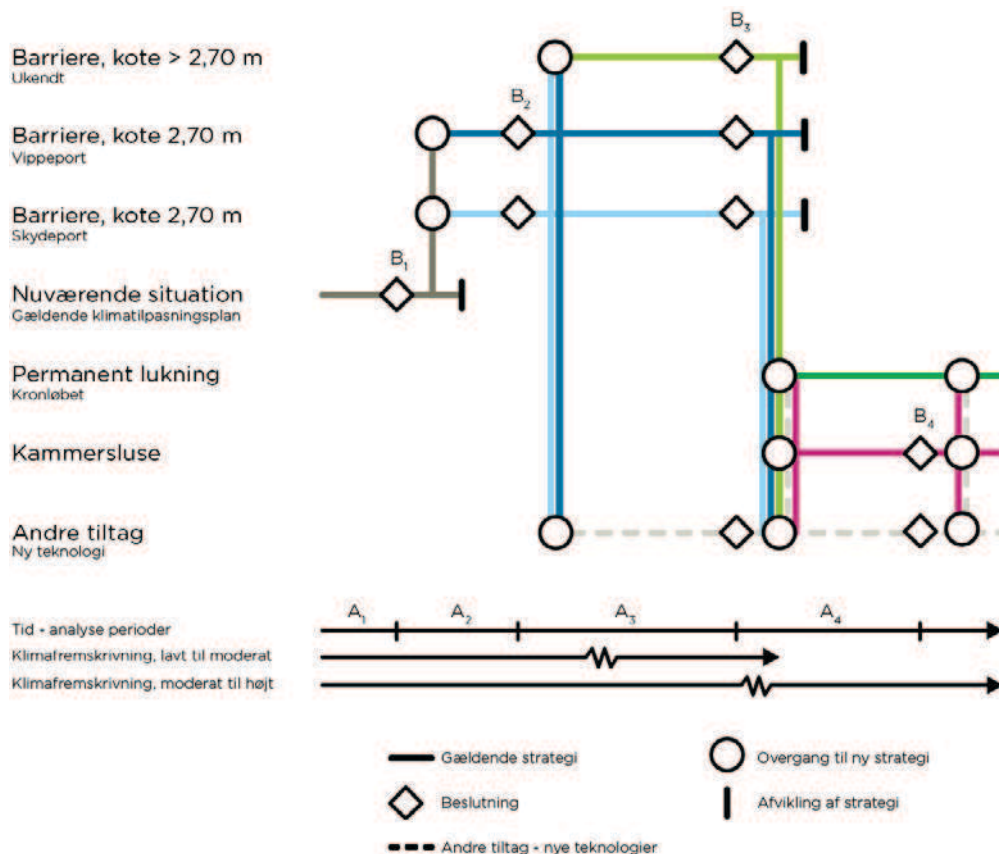 B₃
Barriere, kote > 2,70 m
Ukendt
B₂
Barriere, kote 2,70 m
Vippeport
Barriere, kote 2,70 m
Skydeport
B₁
Nuværende situation
Gældende klimatilpasningsplan
Permanent lukning
Kronløbet
B₄
Kammersluse
Andre tiltag
Ny teknologi
A₁ A₂ A₃ A₄
Tid - analyse perioder
Klimafremskrivning, lavt til moderat
Klimafremskrivning, moderat til højt
Gældende strategi
Overgang til ny strategi
Beslutning
Afvikling af strategi
Andre tiltag - nye teknologier